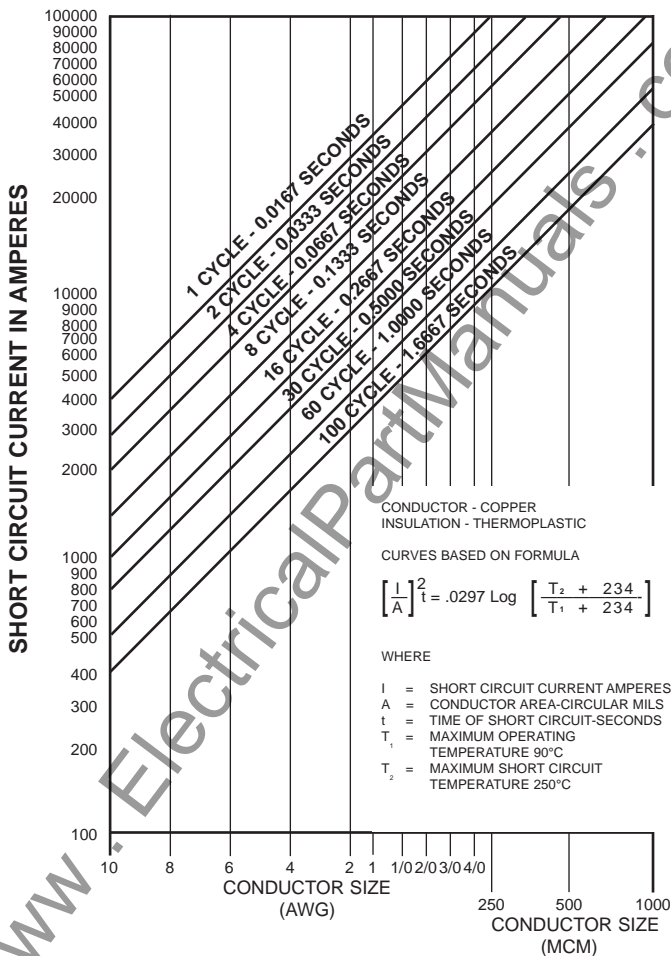 SHORT CIRCUIT CURRENT IN AMPERES
100000
90000
80000
70000
60000
50000
40000
30000
20000
10000
9000
8000
7000
6000
5000
4000
3000
2000
1000
900
800
700
600
500
400
300
200
100
1 CYCLE - 0.0167 SECONDS
2 CYCLE - 0.0333 SECONDS
4 CYCLE - 0.0667 SECONDS
8 CYCLE - 0.1333 SECONDS
16 CYCLE - 0.2667 SECONDS
30 CYCLE - 0.5000 SECONDS
60 CYCLE - 1.0000 SECONDS
100 CYCLE - 1.6667 SECONDS
CONDUCTOR - COPPER
INSULATION - THERMOPLASTIC
CURVES BASED ON FORMULA
[I/A]² t = .0297 Log [T₂ + 234 / T₁ + 234]
WHERE
I = SHORT CIRCUIT CURRENT AMPERES
A = CONDUCTOR AREA-CIRCULAR MILS
t = TIME OF SHORT CIRCUIT-SECONDS
T₁ = MAXIMUM OPERATING
TEMPERATURE 90°C
T₂ = MAXIMUM SHORT CIRCUIT
TEMPERATURE 250°C
10 8 6 4 2 1 1/0 2/0 3/0 4/0
250 500 1000
CONDUCTOR SIZE
(AWG)
CONDUCTOR SIZE
(MCM)
www.ElectricalPartManuals.co